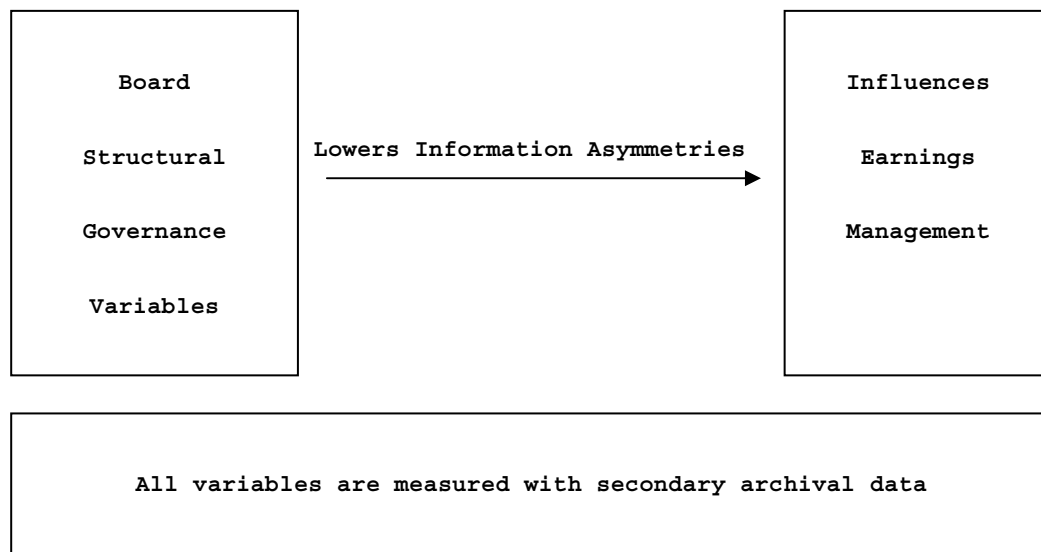 Board
Structural
Governance
Variables
Lowers Information Asymmetries
Influences
Earnings
Management
All variables are measured with secondary archival data